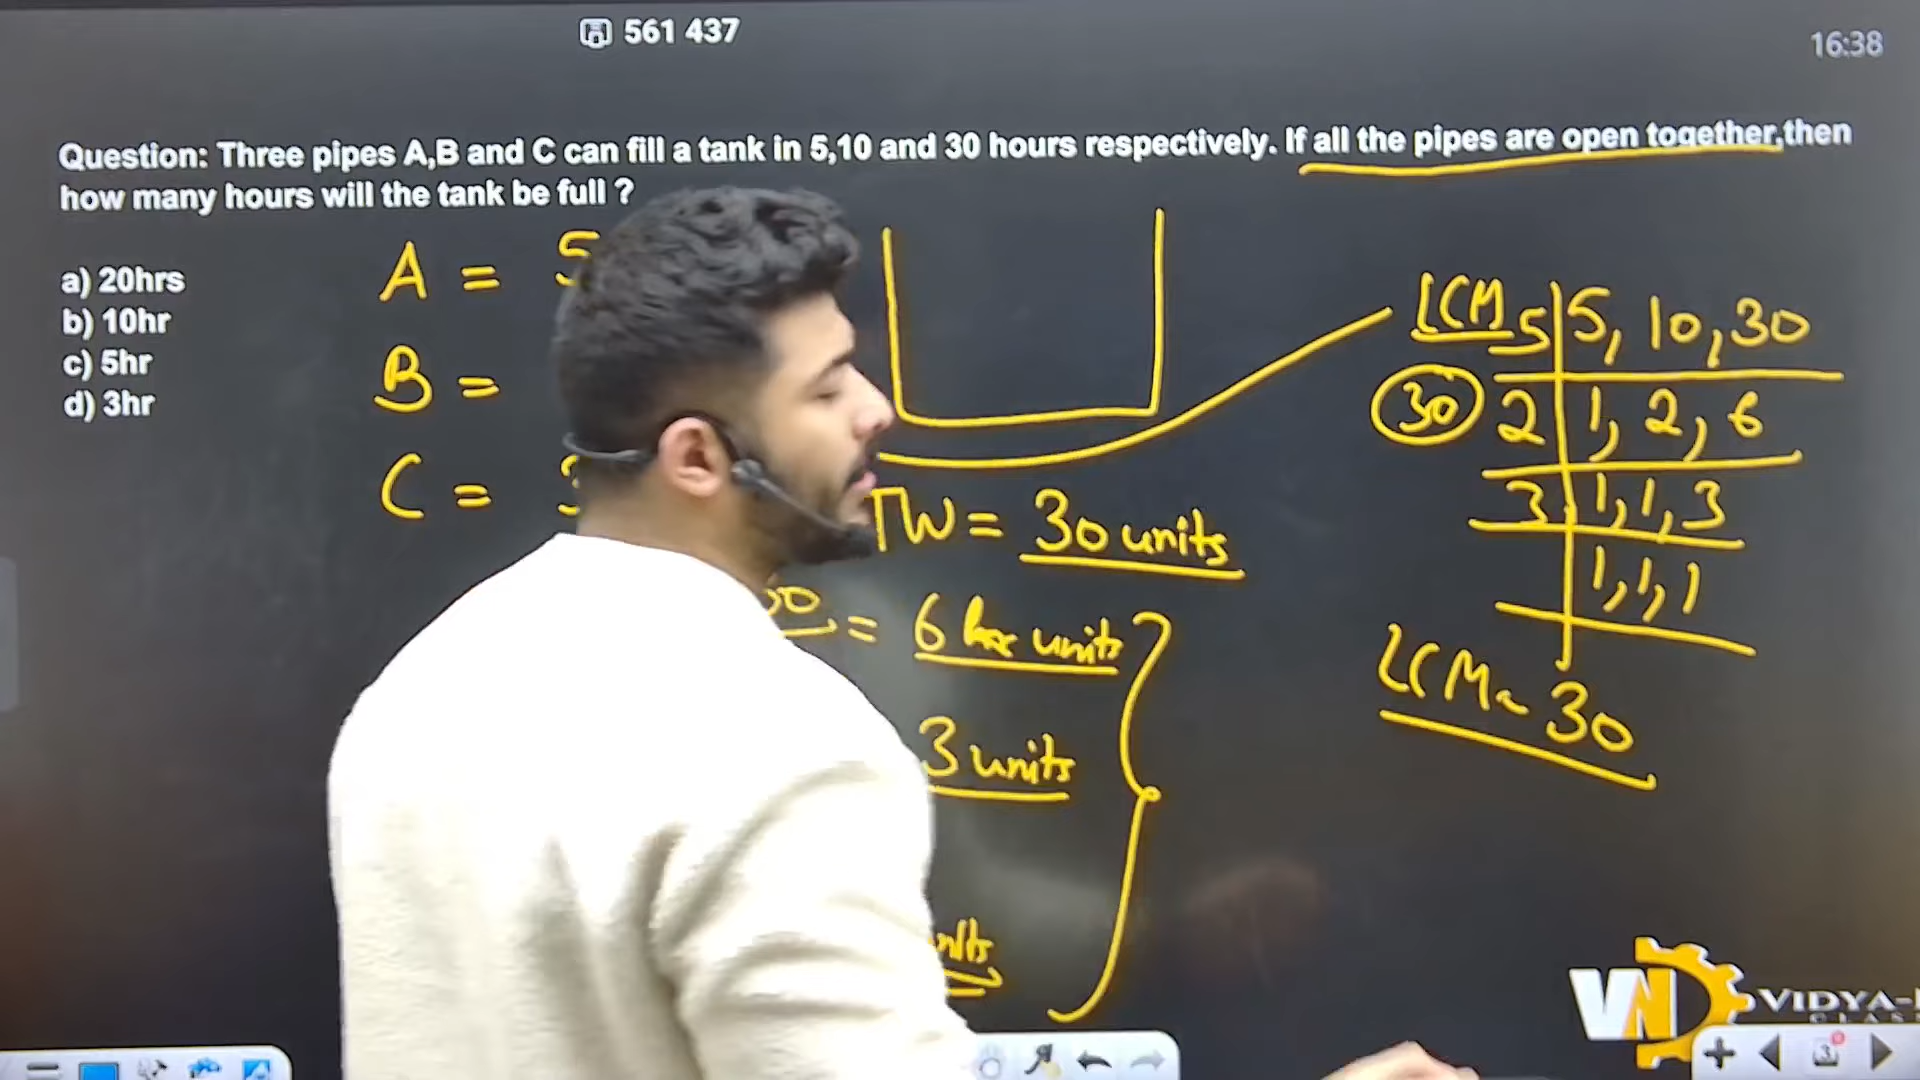 561 437
16:38
Question: Three pipes A,B and C can fill a tank in 5,10 and 30 hours respectively. If all the pipes are open together,then
how many hours will the tank be full ?
a) 20hrs
b) 10hr
c) 5hr
d) 3hr
A = 5
B =
C = 3
TW = 30 units
= 6 units
3 units
LCM
5 5, 10, 30
30
2 1, 2, 6
3 1, 1, 3
1, 1, 1
LCM = 30
VIDYA-